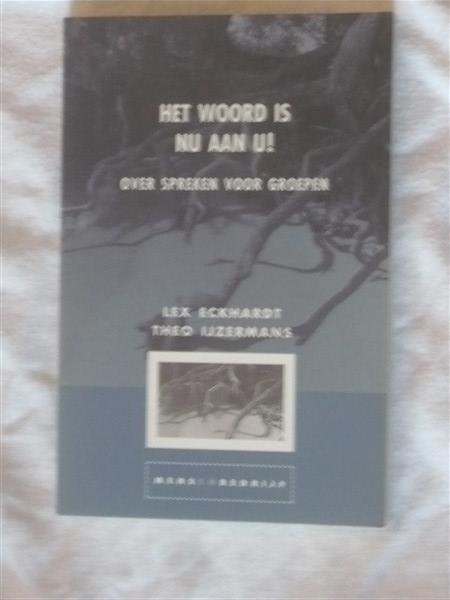 HET WOORD IS
NU AAN U!
OVER SPREKEN VOOR GROEPEN
LEX ECKHARDT
THEO IJZERMANS